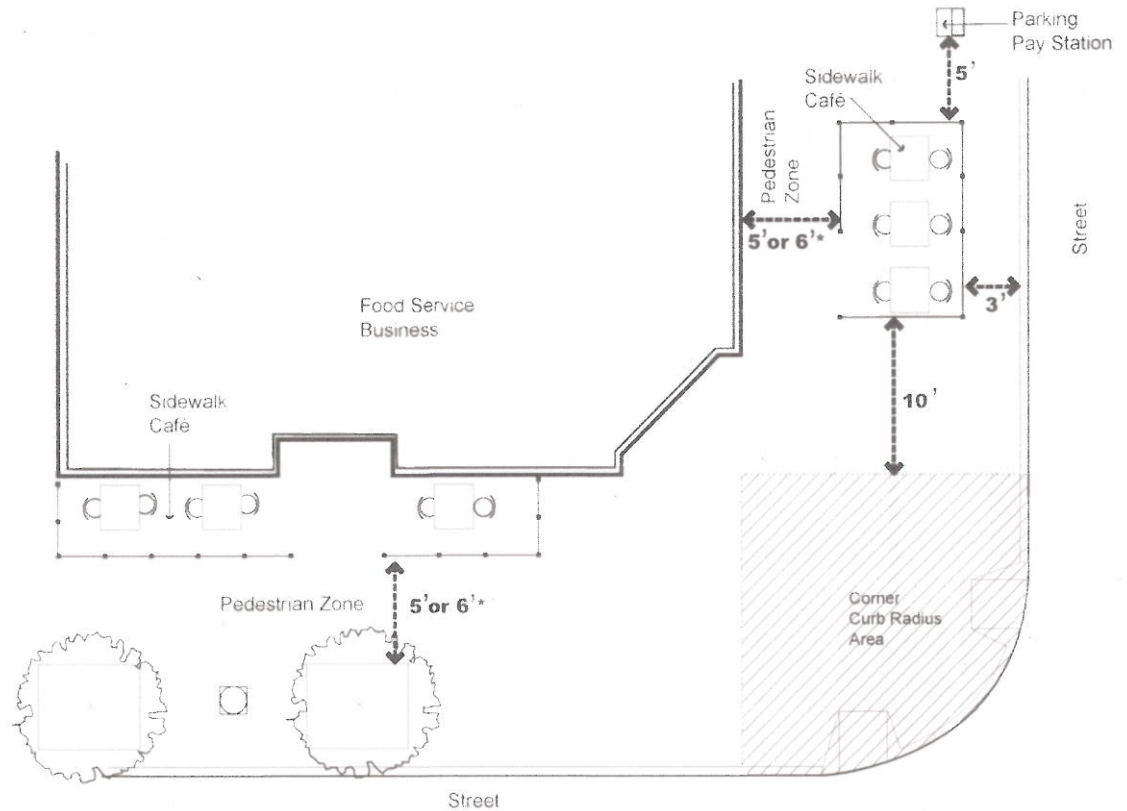 Parking
Pay Station
5'
Sidewalk
Café
Pedestrian
Zone
5'or 6'*
Street
3'
Food Service
Business
10'
Sidewalk
Café
Pedestrian Zone
5'or 6'*
Corner
Curb Radius
Area
Street